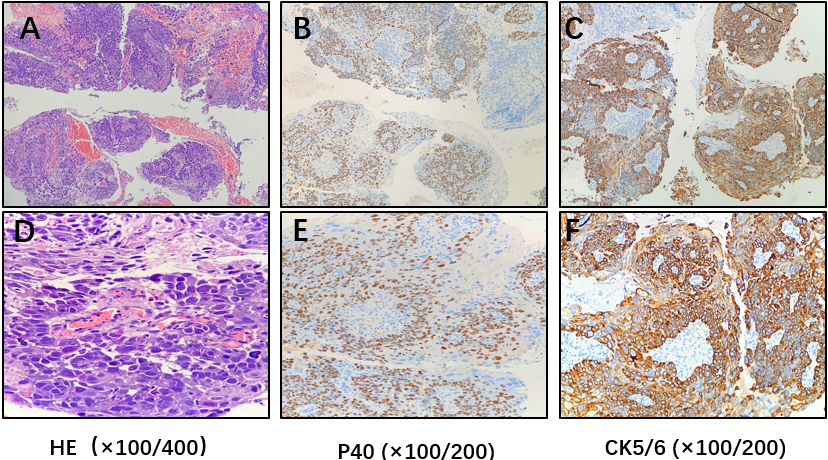 A
B
C
D
E
F
HE (×100/400)
P40 (×100/200)
CK5/6 (×100/200)